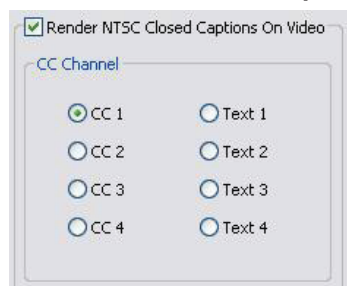 Render NTSC Closed Captions On Video
CC Channel
CC 1 Text 1
CC 2 Text 2
CC 3 Text 3
CC 4 Text 4